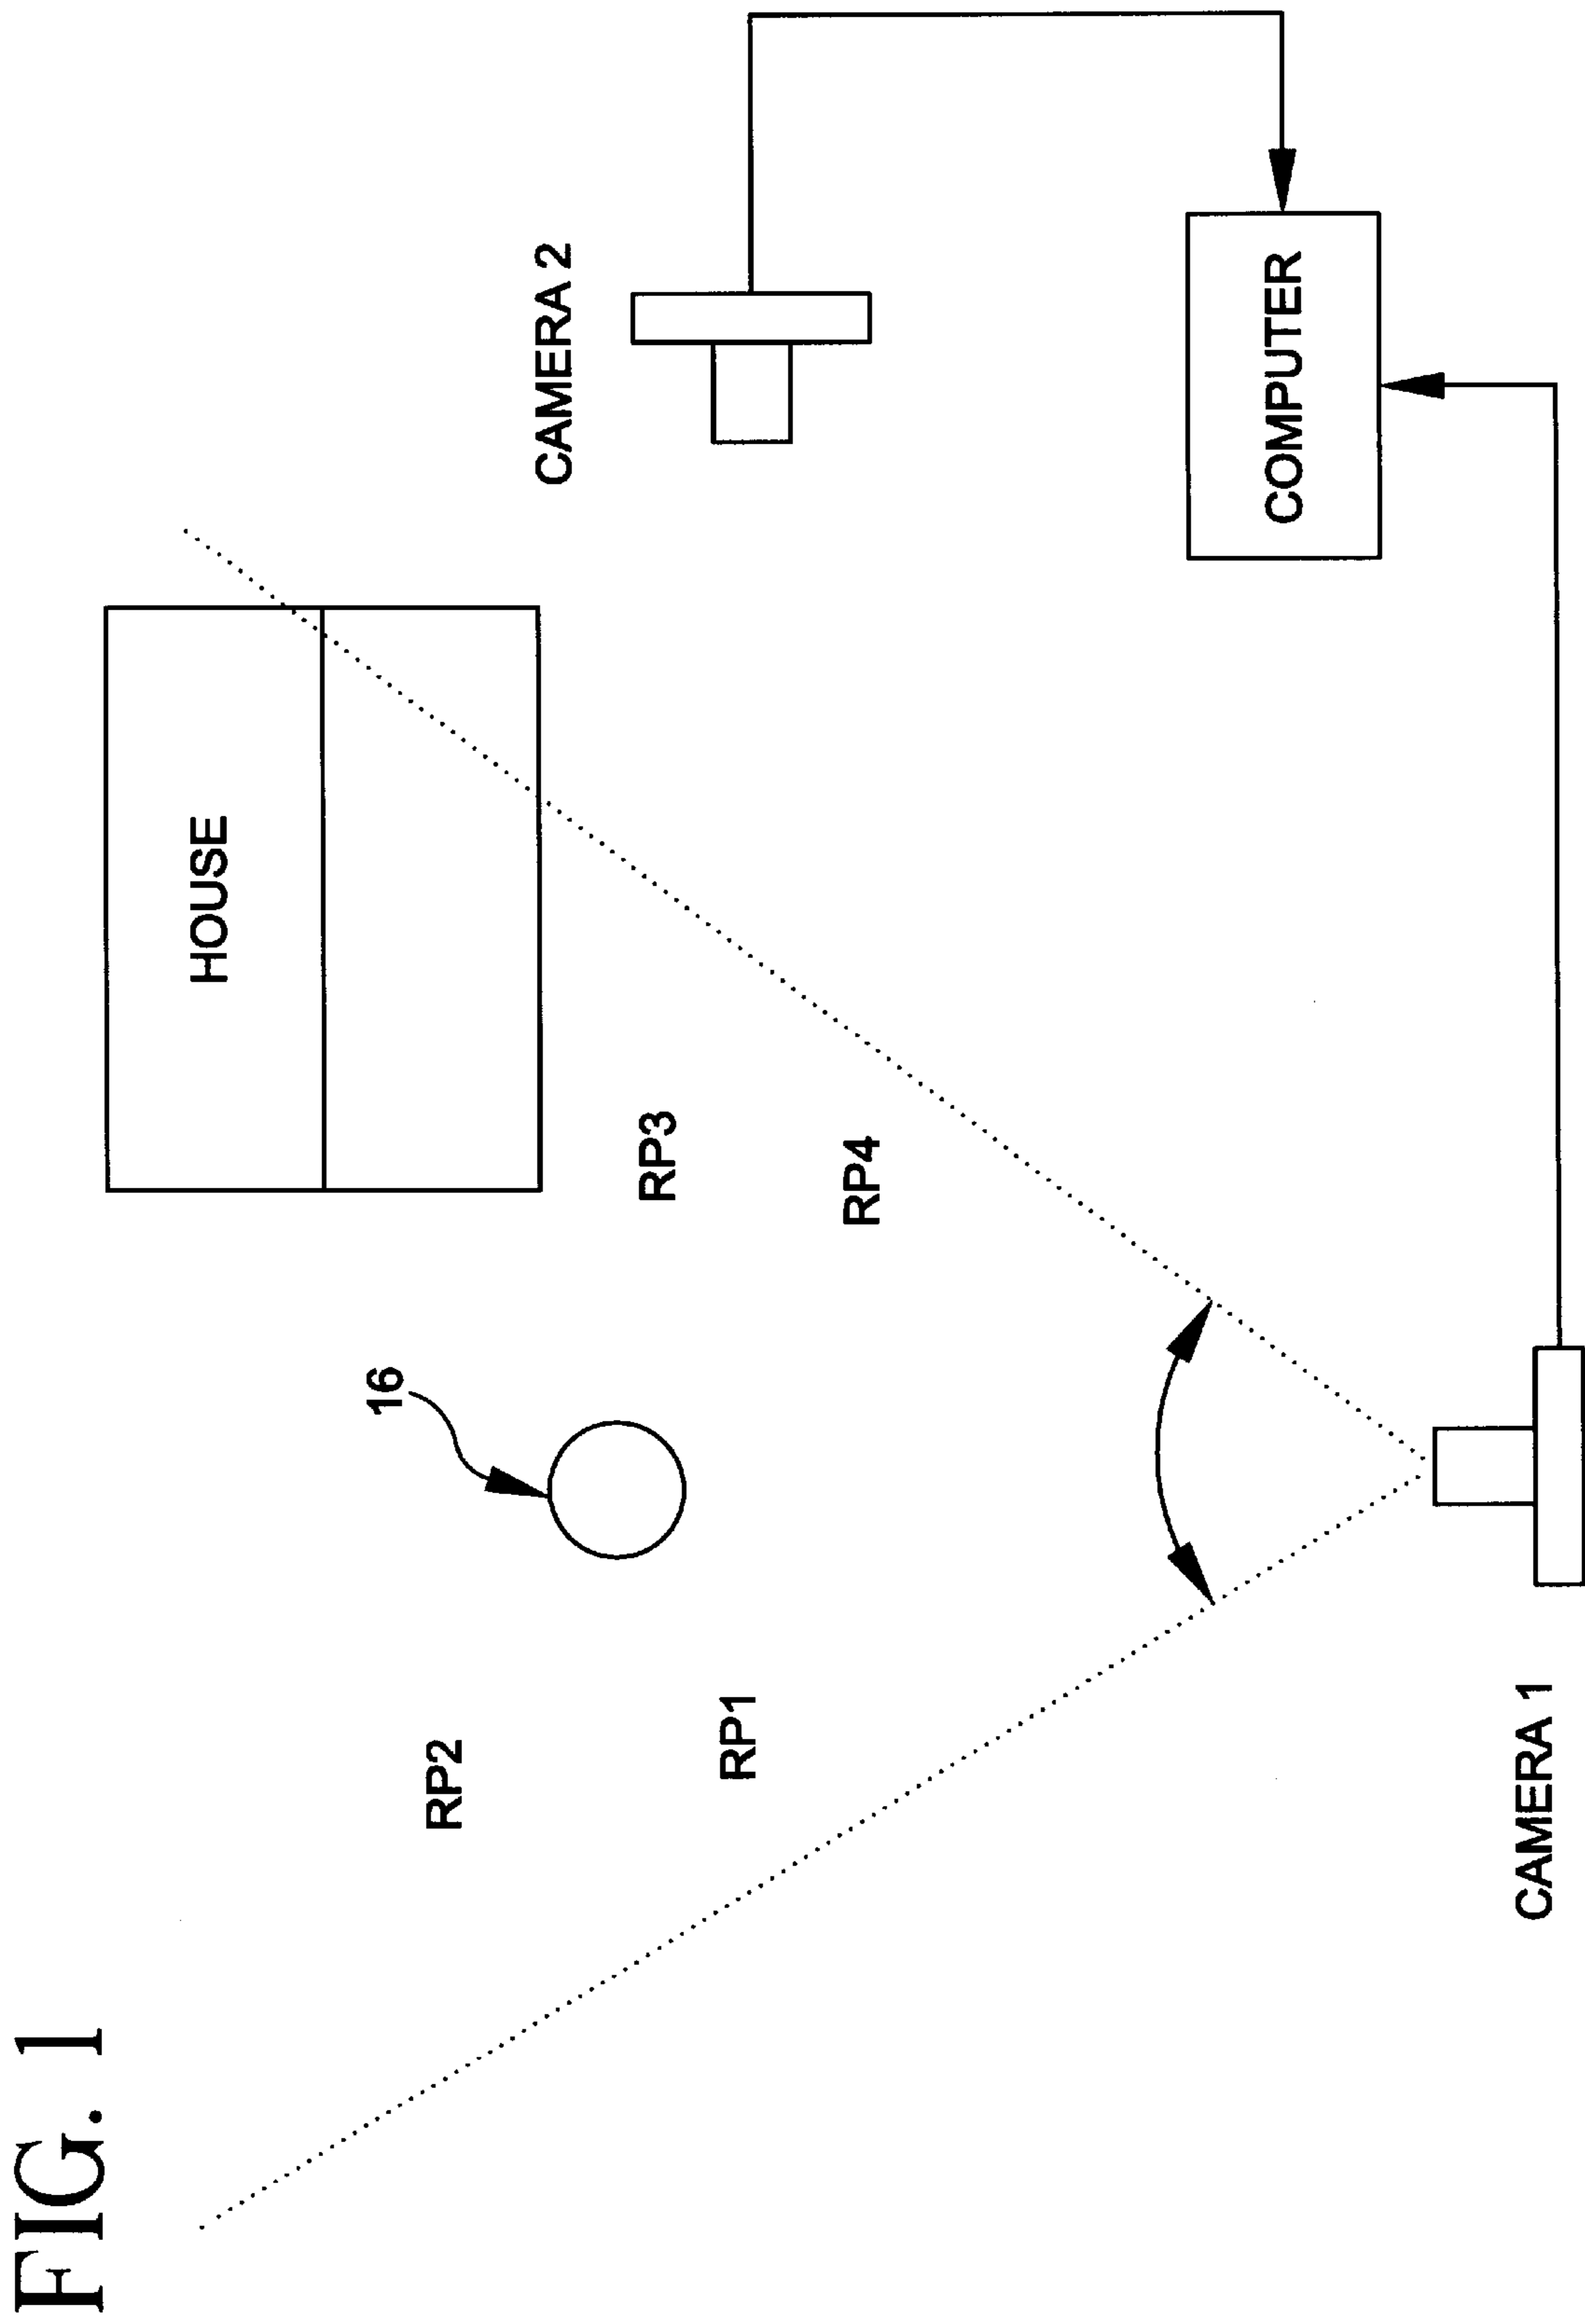 FIG. 1
HOUSE
16
RP2
RP3
RP1
RP4
CAMERA 2
COMPUTER
CAMERA 1